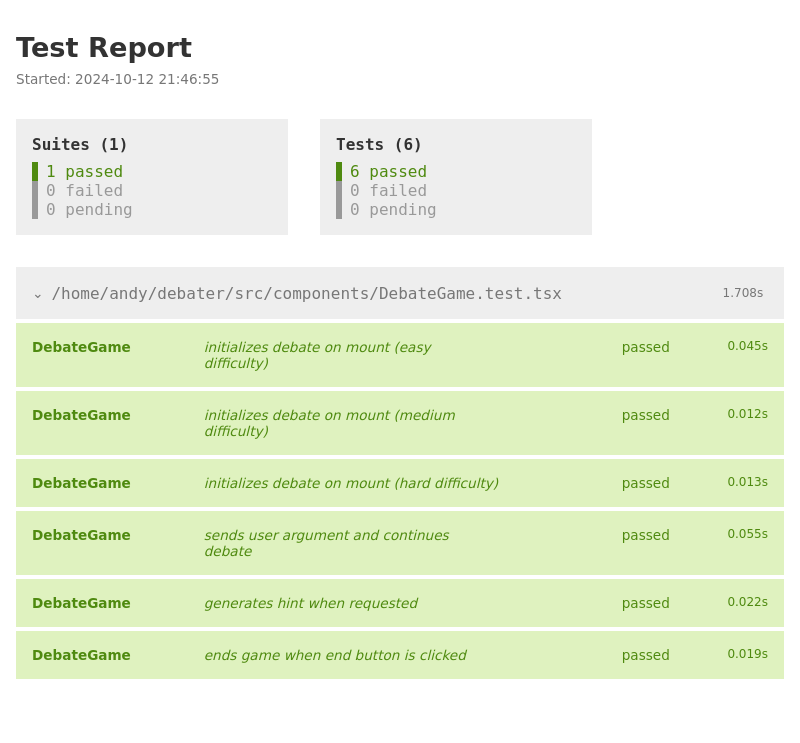 Test Report
Started: 2024-10-12 21:46:55
Suites (1)
1 passed
0 failed
0 pending
Tests (6)
6 passed
0 failed
0 pending
/home/andy/debater/src/components/DebateGame.test.tsx 1.708s
DebateGame initializes debate on mount (easy passed 0.045s
difficulty)
DebateGame initializes debate on mount (medium passed 0.012s
difficulty)
DebateGame initializes debate on mount (hard difficulty) passed 0.013s
DebateGame sends user argument and continues passed 0.055s
debate
DebateGame generates hint when requested passed 0.022s
DebateGame ends game when end button is clicked passed 0.019s